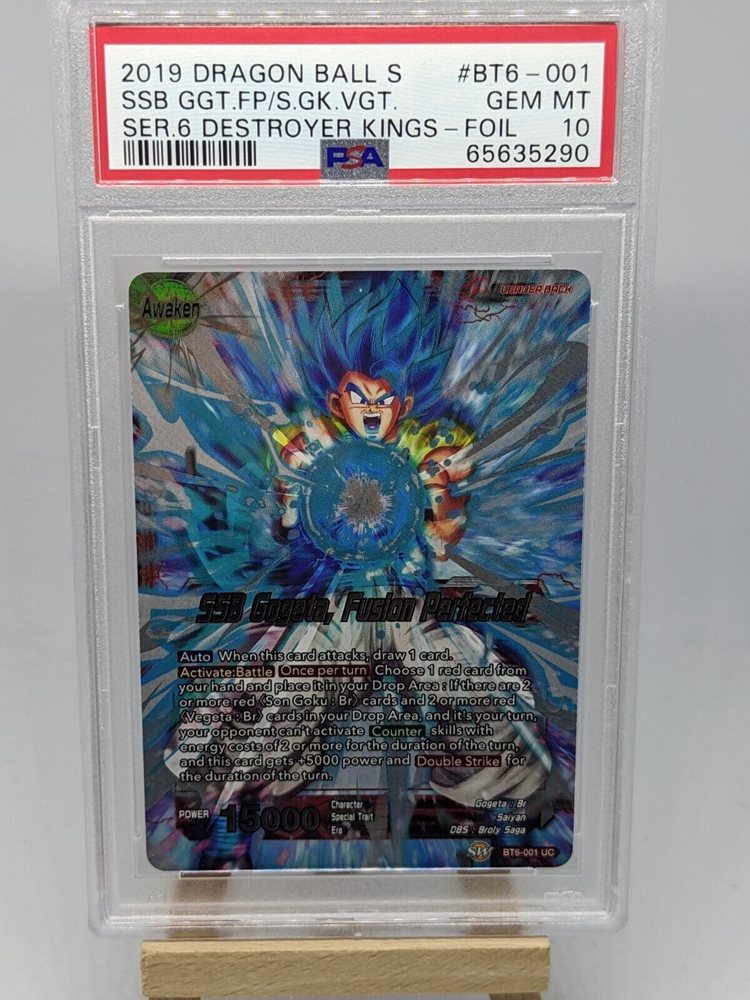 2019 DRAGON BALL S #BT6-001
SSB GGT.FP/S.GK.VGT. GEM MT
SER.6 DESTROYER KINGS-FOIL 10
PSA 65635290
Awaken
LEADER BACK
SSB Gogeta, Fusion Perfected
Auto When this card attacks, draw 1 card.
Activate:Battle Once per turn Choose 1 red card from
your hand and place it in your Drop Area : If there are 2
or more red 〈Son Goku : Br〉 cards and 2 or more red
〈Vegeta : Br〉 cards in your Drop Area, and it's your turn,
your opponent can't activate Counter skills with
energy costs of 2 or more for the duration of the turn,
and this card gets +5000 power and Double Strike for
the duration of the turn.
POWER 15000
Character Gogeta : Br
Special Trait Saiyan
Era DBS : Broly Saga
SW BT6-001 UC